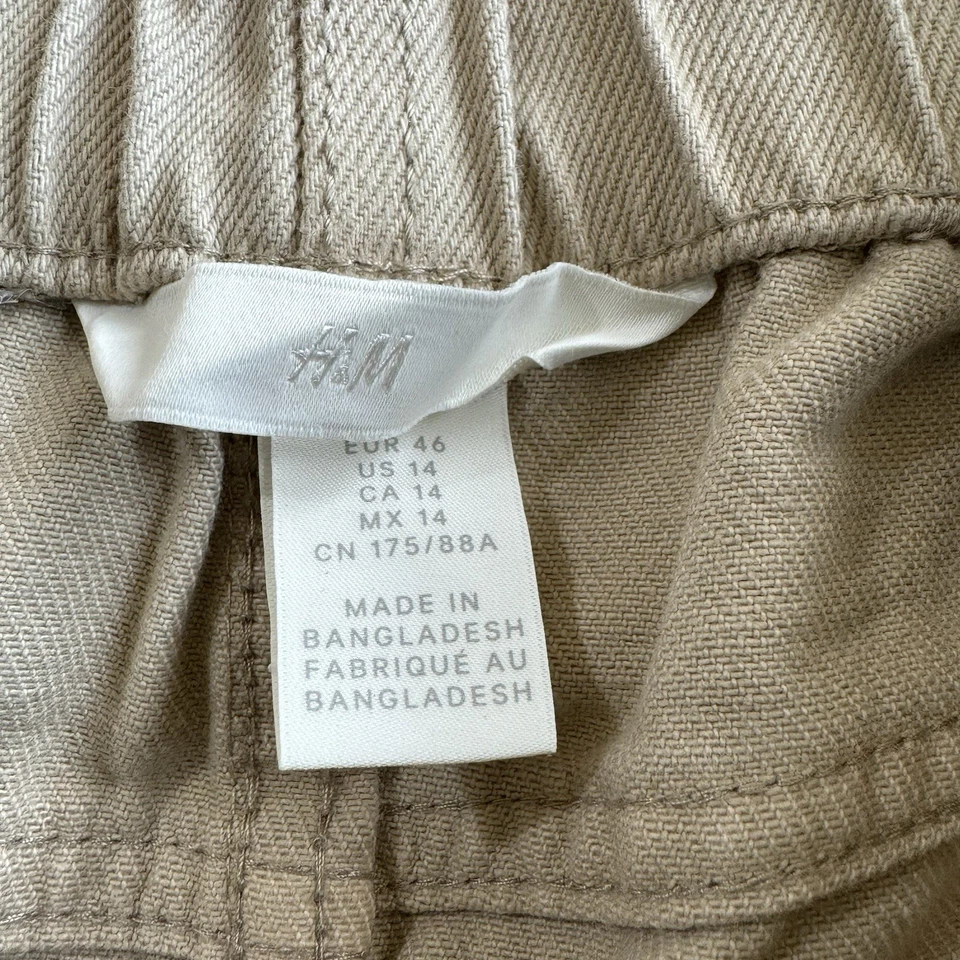 H&M
EUR 46
US 14
CA 14
MX 14
CN 175/88A
MADE IN
BANGLADESH
FABRIQUÉ AU
BANGLADESH